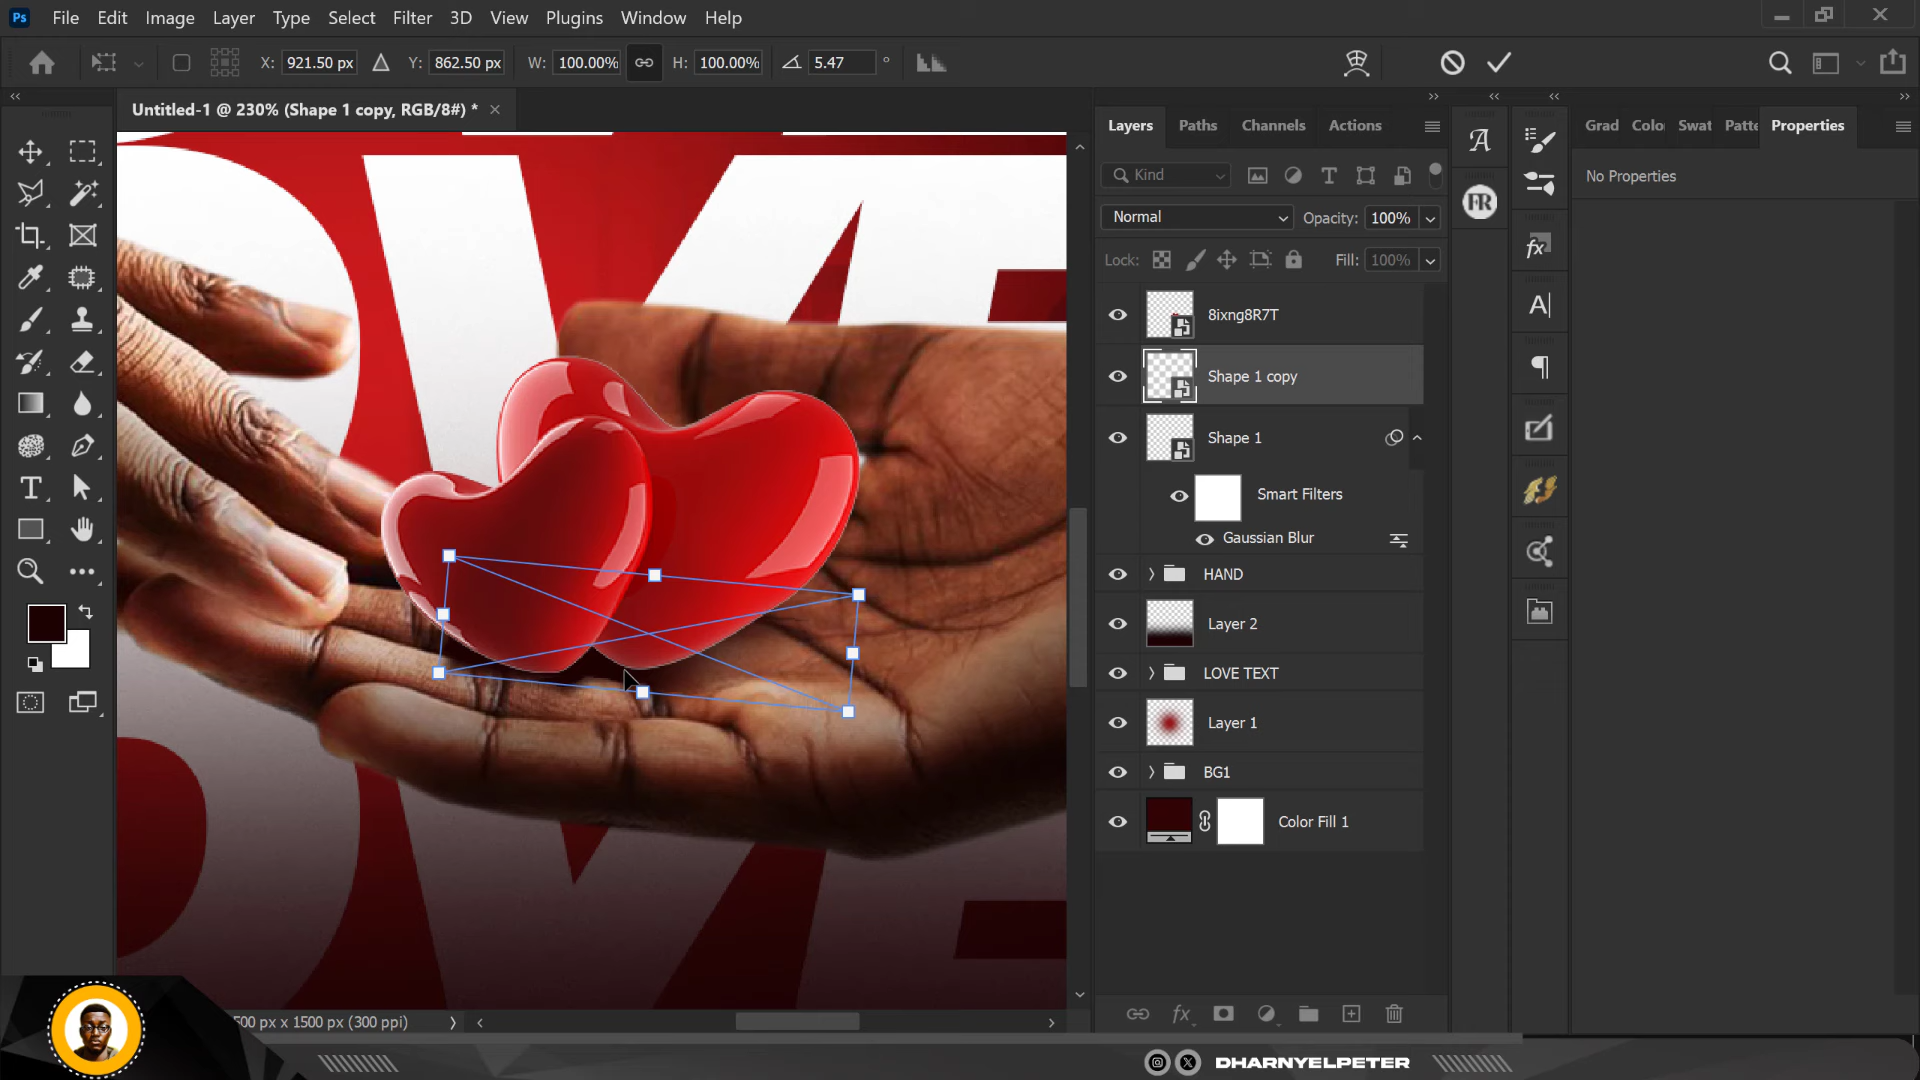 Ps File Edit Image Layer Type Select Filter 3D View Plugins Window Help
X: 921.50 px Y: 862.50 px W: 100.00% H: 100.00% 5.47 °
Untitled-1 @ 230% (Shape 1 copy, RGB/8#) *
Layers Paths Channels Actions
Grad Colo Swat Patte Properties
Kind
No Properties
Normal Opacity: 100%
Lock: Fill: 100%
8ixng8R7T
Shape 1 copy
Shape 1
Smart Filters
Gaussian Blur
HAND
Layer 2
LOVE TEXT
Layer 1
BG1
Color Fill 1
500 px x 1500 px (300 ppi)
DHARNYELPETER